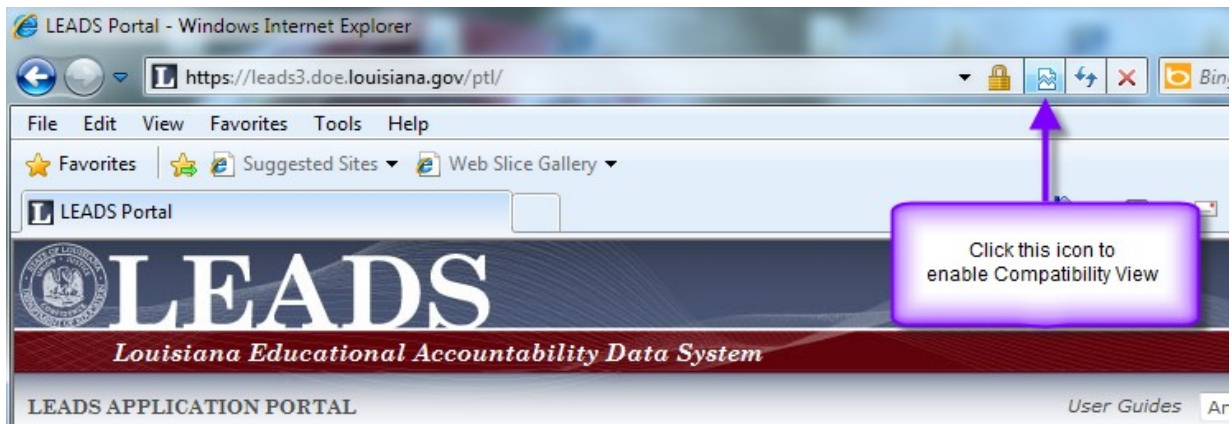 LEADS Portal - Windows Internet Explorer
https://leads3.doe.louisiana.gov/ptl/
File Edit View Favorites Tools Help
Favorites Suggested Sites Web Slice Gallery
LEADS Portal
Click this icon to
enable Compatibility View
LEADS
Louisiana Educational Accountability Data System
LEADS APPLICATION PORTAL User Guides